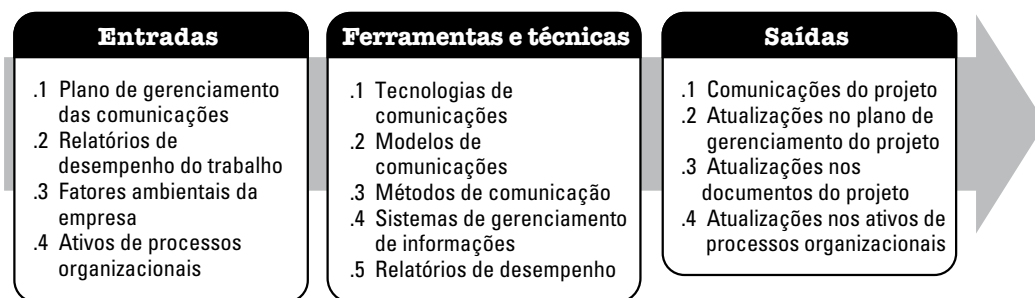 Entradas
.1 Plano de gerenciamento
das comunicações
.2 Relatórios de
desempenho do trabalho
.3 Fatores ambientais da
empresa
.4 Ativos de processos
organizacionais
Ferramentas e técnicas
.1 Tecnologias de
comunicações
.2 Modelos de
comunicações
.3 Métodos de comunicação
.4 Sistemas de gerenciamento
de informações
.5 Relatórios de desempenho
Saídas
.1 Comunicações do projeto
.2 Atualizações no plano de
gerenciamento do projeto
.3 Atualizações nos
documentos do projeto
.4 Atualizações nos ativos de
processos organizacionais